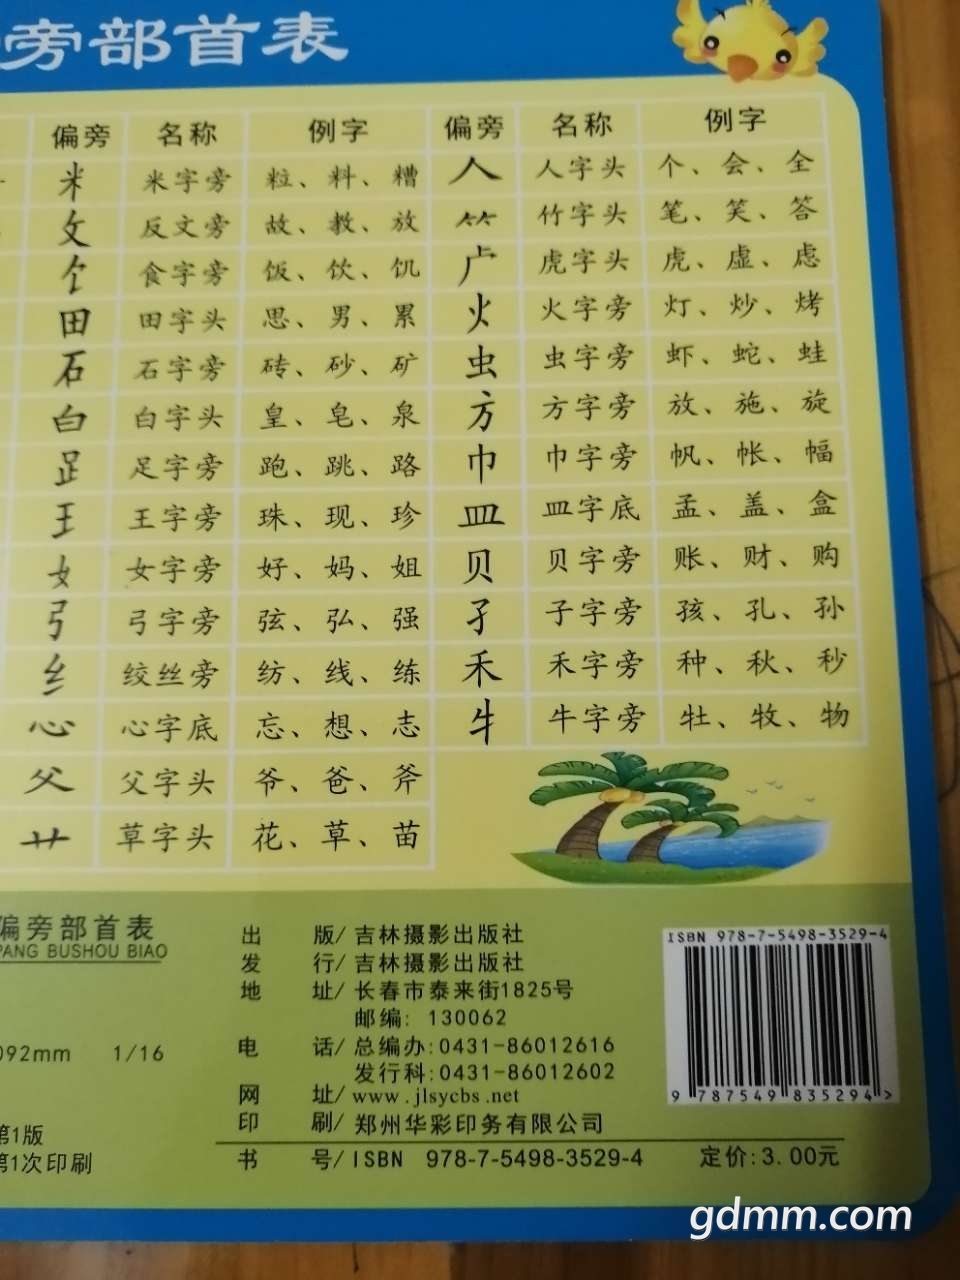 旁部首表
偏旁 名称 例字 偏旁 名称 例字
米字旁 粒、料、糟 人 人字头 个、会、全
攵 反文旁 故、教、放 竹字头 笔、笑、答
饣 食字旁 饭、饮、饥 虍 虎字头 虎、虚、虑
田 田字头 思、男、累 火 火字旁 灯、炒、烤
石 石字旁 砖、砂、矿 虫 虫字旁 虾、蛇、蛙
白 白字头 皇、皂、泉 方 方字旁 放、施、旋
𧾷 足字旁 跑、跳、路 巾 巾字旁 帆、帐、幅
王 王字旁 珠、现、珍 皿 皿字底 孟、盖、盒
女 女字旁 好、妈、姐 贝 贝字旁 账、财、购
弓 弓字旁 弦、弘、强 子 子字旁 孩、孔、孙
纟 绞丝旁 纺、线、练 禾 禾字旁 种、秋、秒
心 心字底 忘、想、志 牜 牛字旁 牡、牧、物
父 父字头 爷、爸、斧
艹 草字头 花、草、苗
偏旁部首表
PANG BUSHOU BIAO
092mm 1/16
第1版
第1次印刷
出 版/吉林摄影出版社
发 行/吉林摄影出版社
地 址/长春市泰来街1825号
邮编: 130062
电 话/总编办:0431-86012616
发行科:0431-86012602
网 址/www.jlsycbs.net
印 刷/郑州华彩印务有限公司
书 号/ISBN 978-7-5498-3529-4 定价:3.00元
ISBN 978-7-5498-3529-4
9 787549 835294 >
gdmm.com